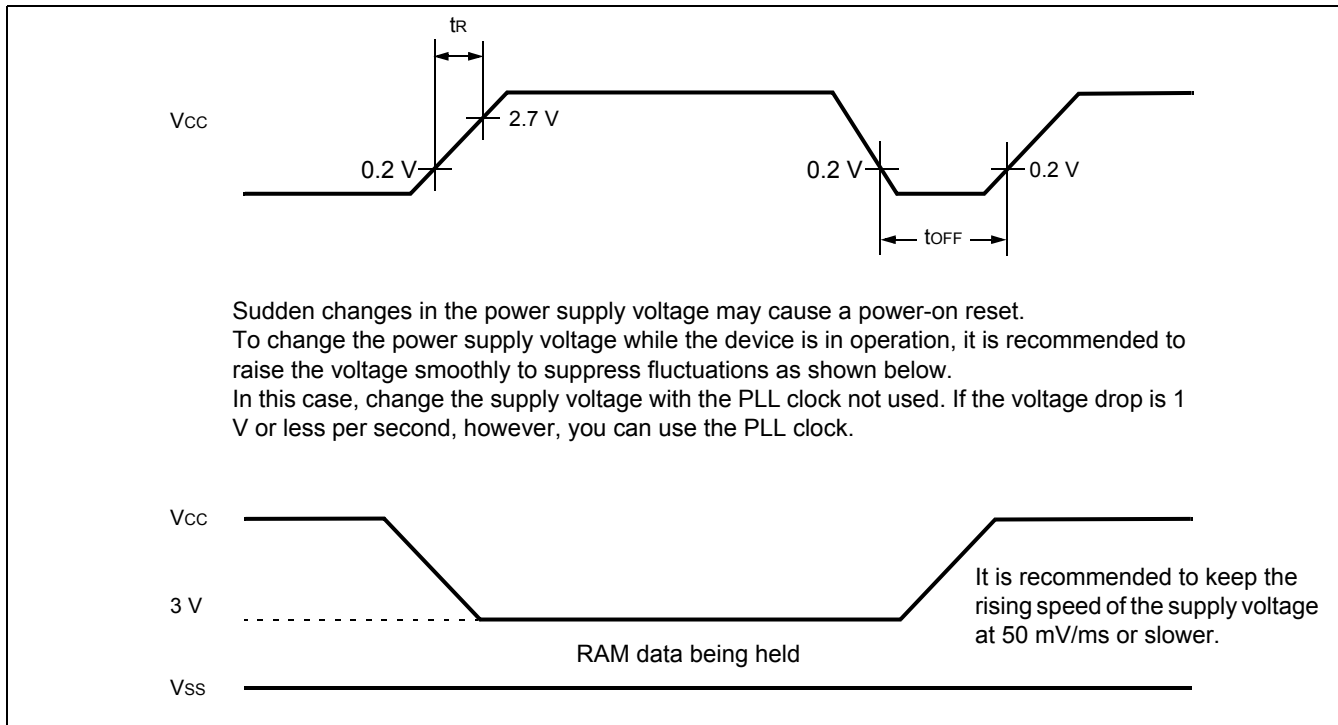 tR
VCC
2.7 V
0.2 V
0.2 V
0.2 V
tOFF
Sudden changes in the power supply voltage may cause a power-on reset.
To change the power supply voltage while the device is in operation, it is recommended to
raise the voltage smoothly to suppress fluctuations as shown below.
In this case, change the supply voltage with the PLL clock not used. If the voltage drop is 1
V or less per second, however, you can use the PLL clock.
VCC
It is recommended to keep the
rising speed of the supply voltage
at 50 mV/ms or slower.
3 V
RAM data being held
VSS